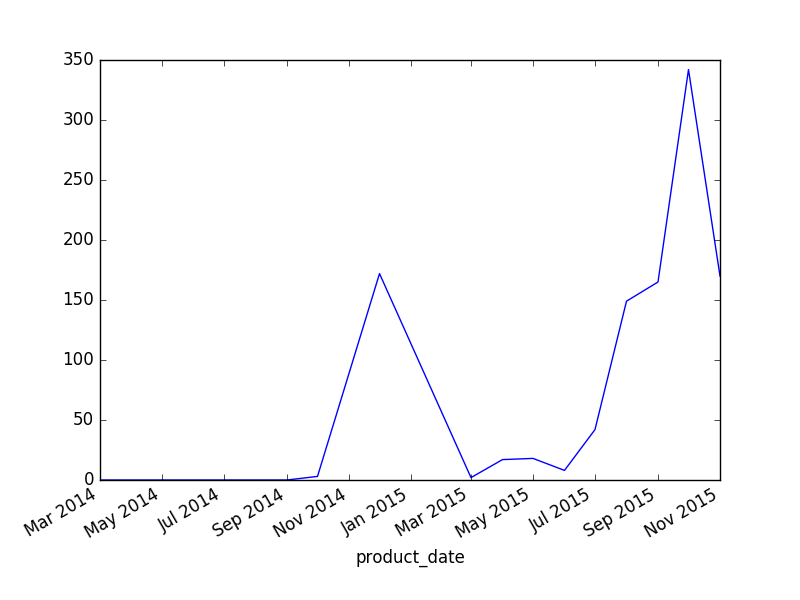 350
300
250
200
150
100
50
0
Mar 2014
May 2014
Jul 2014
Sep 2014
Nov 2014
Jan 2015
Mar 2015
May 2015
Jul 2015
Sep 2015
Nov 2015
product_date